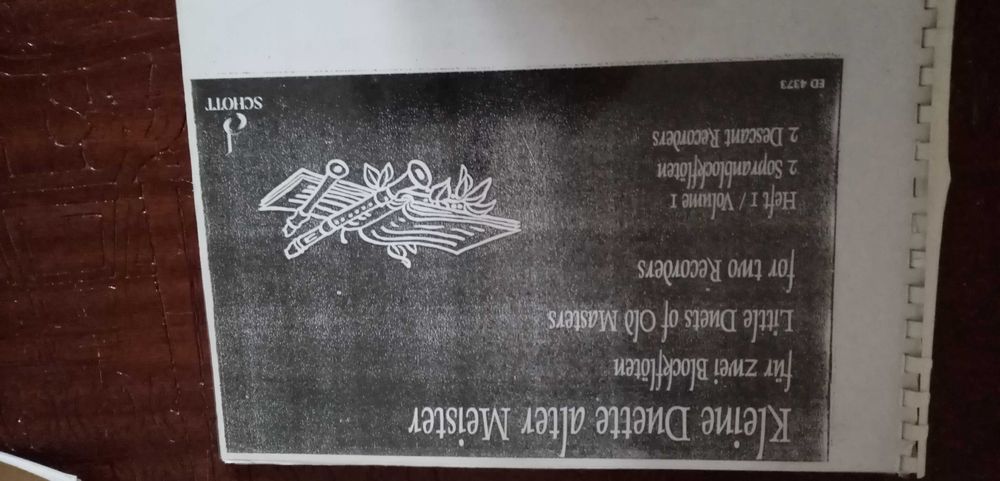 Kleine Duette alter Meister
für zwei Blockflöten
Little Duets of Old Masters
for two Recorders
Heft 1 / Volume 1
2 Sopranblockflöten
2 Descant Recorders
SCHOTT
ED 4373